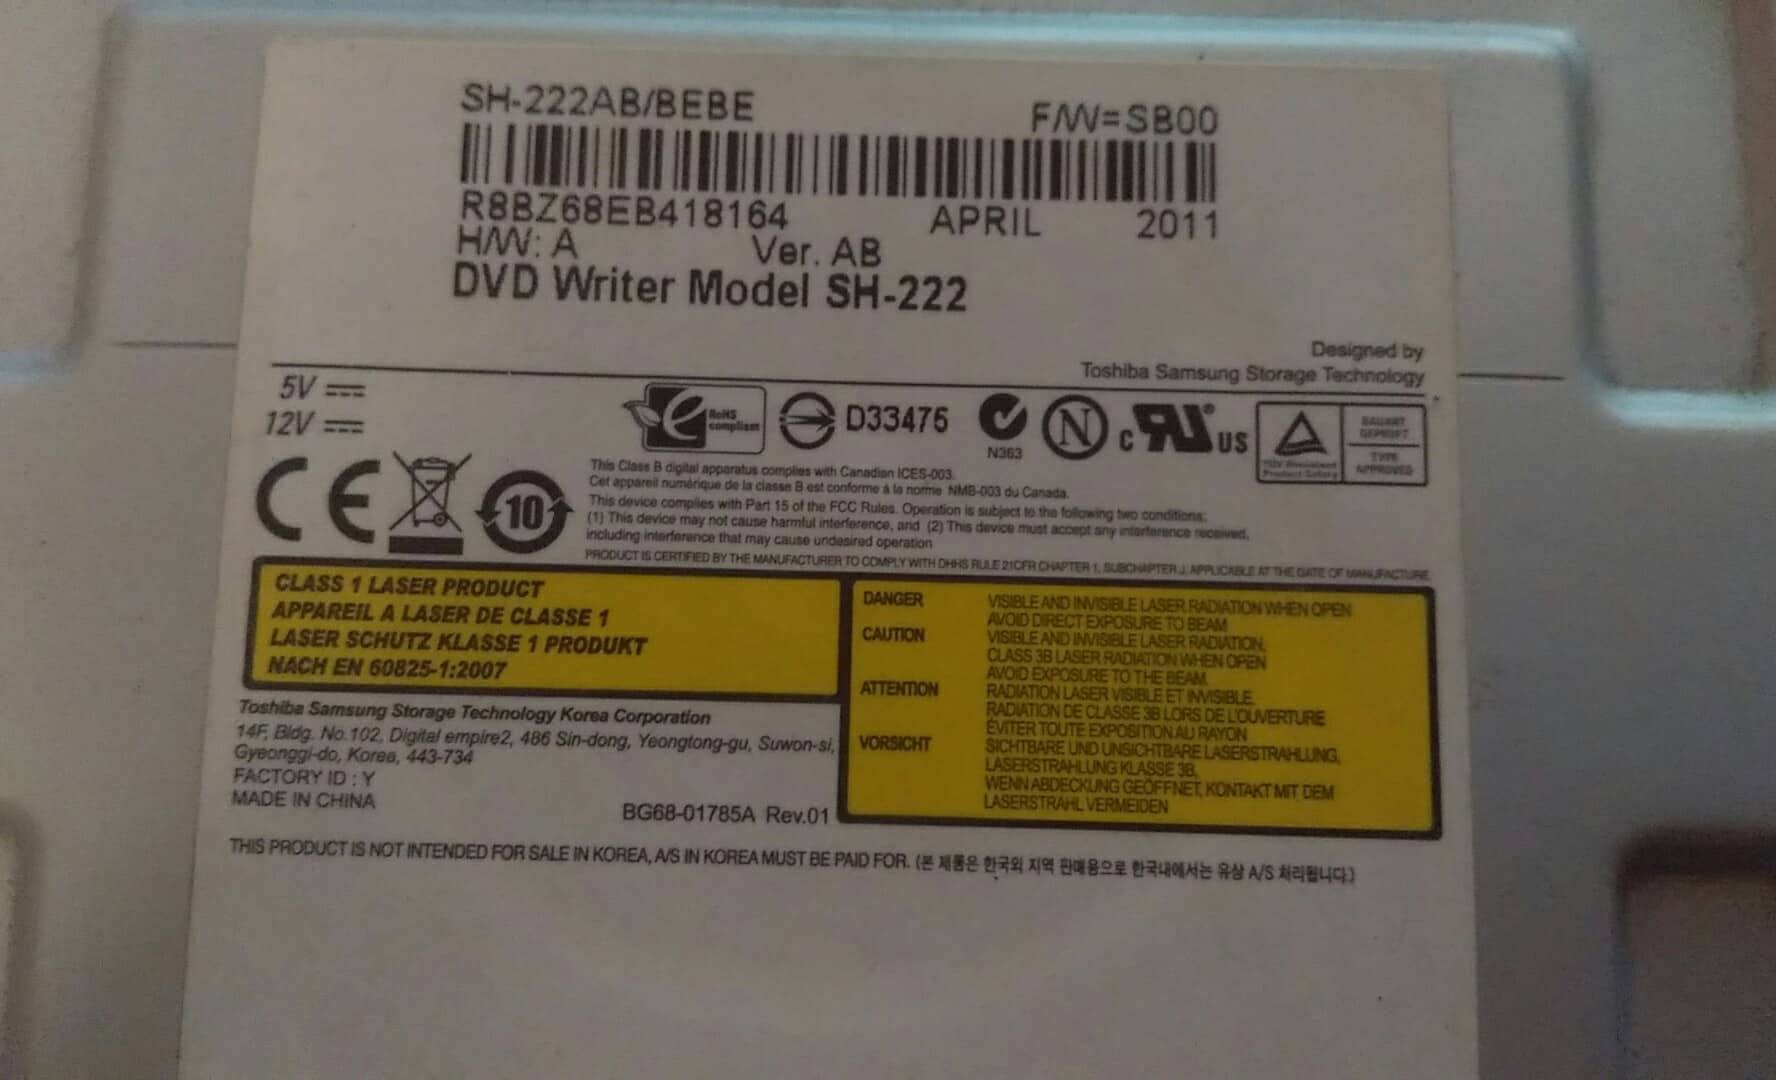 SH-222AB/BEBE F/W=SB00
R8BZ68EB418164 APRIL 2011
H/W: A Ver. AB
DVD Writer Model SH-222
Designed by
Toshiba Samsung Storage Technology
5V
12V
e RoHS compliant D33475 N363 N c RU US TÜV Rheinland Product Safety BAUART GEPRÜFT TYPE APPROVED
CE 10
This Class B digital apparatus complies with Canadian ICES-003.
Cet appareil numérique de la classe B est conforme à la norme NMB-003 du Canada.
This device complies with Part 15 of the FCC Rules. Operation is subject to the following two conditions:
(1) This device may not cause harmful interference, and (2) This device must accept any interference received,
including interference that may cause undesired operation
PRODUCT IS CERTIFIED BY THE MANUFACTURER TO COMPLY WITH DHHS RULE 21CFR CHAPTER 1, SUBCHAPTER J, APPLICABLE AT THE DATE OF MANUFACTURE.
CLASS 1 LASER PRODUCT
APPAREIL A LASER DE CLASSE 1
LASER SCHUTZ KLASSE 1 PRODUKT
NACH EN 60825-1:2007
DANGER VISIBLE AND INVISIBLE LASER RADIATION WHEN OPEN
AVOID DIRECT EXPOSURE TO BEAM
CAUTION VISIBLE AND INVISIBLE LASER RADIATION,
CLASS 3B LASER RADIATION WHEN OPEN
AVOID EXPOSURE TO THE BEAM.
ATTENTION RADIATION LASER VISIBLE ET INVISIBLE.
RADIATION DE CLASSE 3B LORS DE L'OUVERTURE
ÉVITER TOUTE EXPOSITION AU RAYON
VORSICHT SICHTBARE UND UNSICHTBARE LASERSTRAHLUNG,
LASERSTRAHLUNG KLASSE 3B,
WENN ABDECKUNG GEÖFFNET, KONTAKT MIT DEM
LASERSTRAHL VERMEIDEN
Toshiba Samsung Storage Technology Korea Corporation
14F, Bldg. No.102, Digital empire2, 486 Sin-dong, Yeongtong-gu, Suwon-si,
Gyeonggi-do, Korea, 443-734
FACTORY ID : Y
MADE IN CHINA
BG68-01785A Rev.01
THIS PRODUCT IS NOT INTENDED FOR SALE IN KOREA, A/S IN KOREA MUST BE PAID FOR. (본 제품은 한국외 지역 판매용으로 한국내에서는 유상 A/S 처리됩니다.)